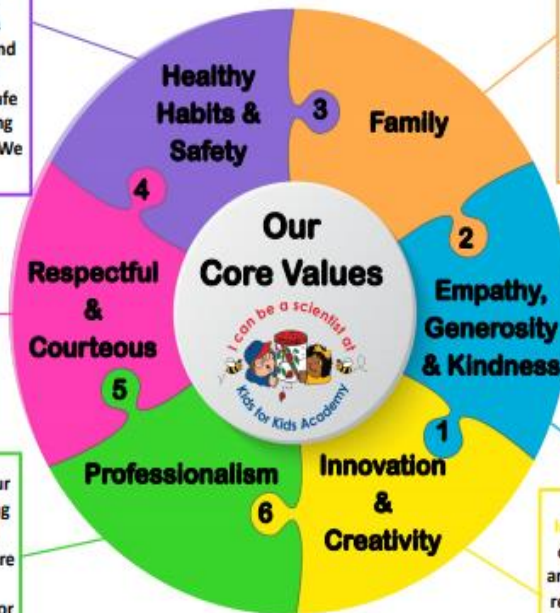 Our
Core Values
I can be a scientist at
Kids for Kids Academy
1
Empathy,
Generosity
& Kindness
2
Family
3
Healthy
Habits &
Safety
4
Respectful
&
Courteous
5
Professionalism
6
Innovation
&
Creativity
We